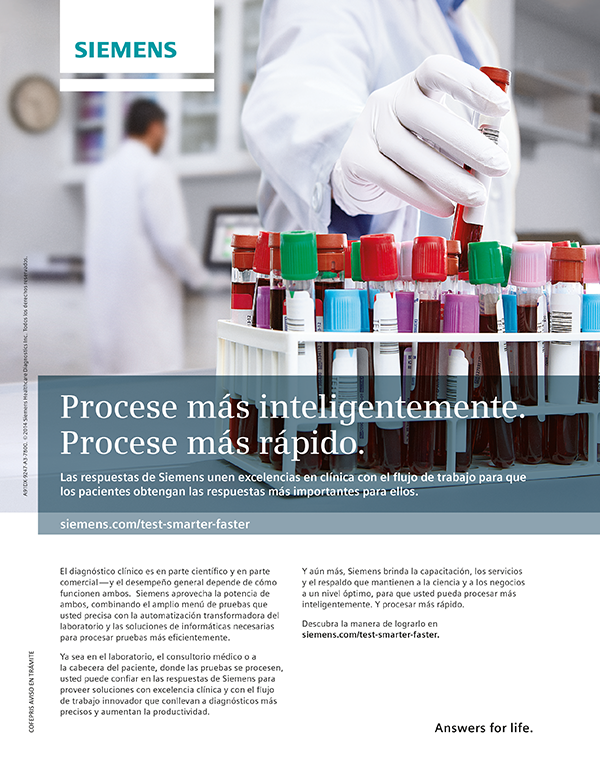 SIEMENS
Procese más inteligentemente.
Procese más rápido.
Las respuestas de Siemens unen excelencias en clínica con el flujo de trabajo para que
los pacientes obtengan las respuestas más importantes para ellos.
siemens.com/test-smarter-faster
El diagnóstico clínico es en parte científico y en parte
comercial—y el desempeño general depende de cómo
funcionen ambos. Siemens aprovecha la potencia de
ambos, combinando el amplio menú de pruebas que
usted precisa con la automatización transformadora del
laboratorio y las soluciones de informáticas necesarias
para procesar pruebas más eficientemente.
Ya sea en el laboratorio, el consultorio médico o a
la cabecera del paciente, donde las pruebas se procesen,
usted puede confiar en las respuestas de Siemens para
proveer soluciones con excelencia clínica y con el flujo
de trabajo innovador que conllevan a diagnósticos más
precisos y aumentan la productividad.
Y aún más, Siemens brinda la capacitación, los servicios
y el respaldo que mantienen a la ciencia y a los negocios
a un nivel óptimo, para que usted pueda procesar más
inteligentemente. Y procesar más rápido.
Descubra la manera de lograrlo en
siemens.com/test-smarter-faster.
Answers for life.
© 2014 Siemens Healthcare Diagnostics Inc. Todos los derechos reservados.
COFEPRIS AVISO EN TRÁMITE